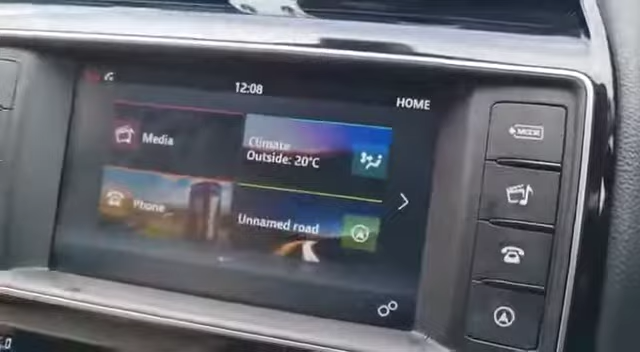 12:08
HOME
Media
Climate
Outside: 20°C
Phone
Unnamed road
MODE